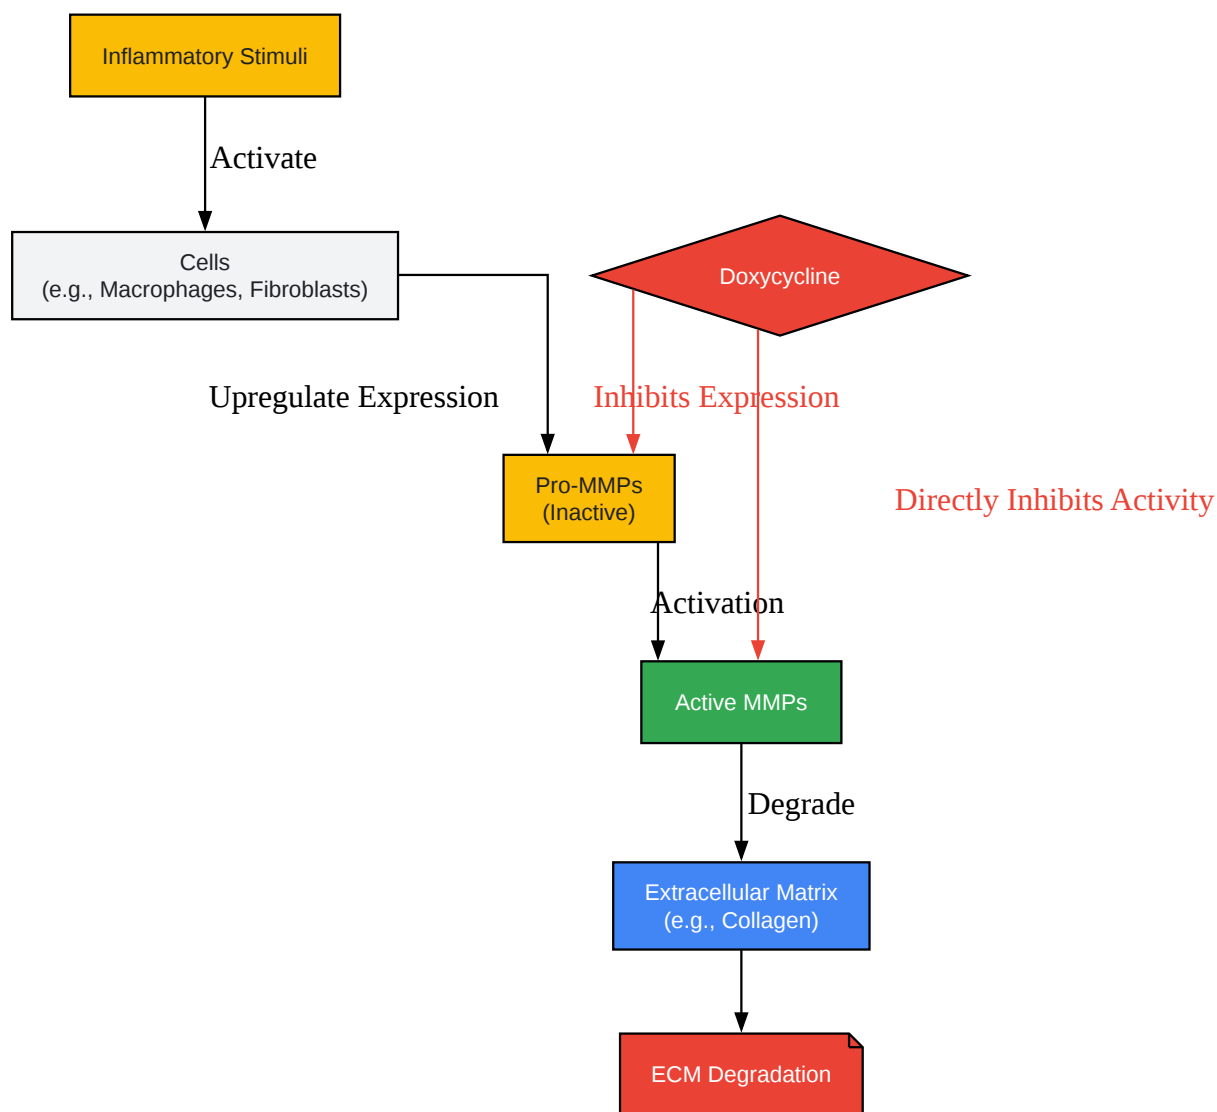 Inflammatory Stimuli
Activate
Cells
(e.g., Macrophages, Fibroblasts)
Doxycycline
Upregulate Expression
Inhibits Expression
Pro-MMPs
(Inactive)
Directly Inhibits Activity
Activation
Active MMPs
Degrade
Extracellular Matrix
(e.g., Collagen)
ECM Degradation